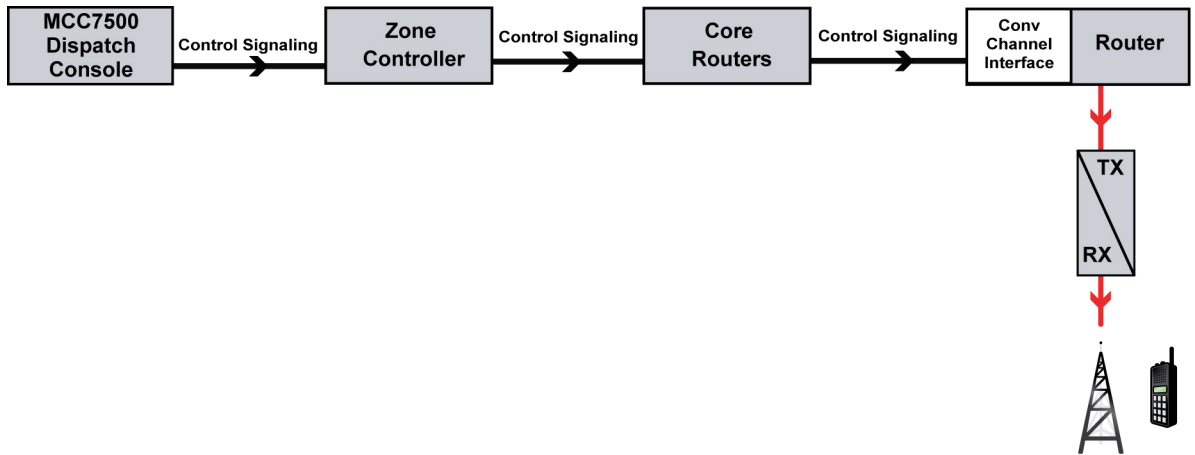 MCC7500
Dispatch
Console
Control Signaling
Zone
Controller
Control Signaling
Core
Routers
Control Signaling
Conv
Channel
Interface
Router
TX
RX